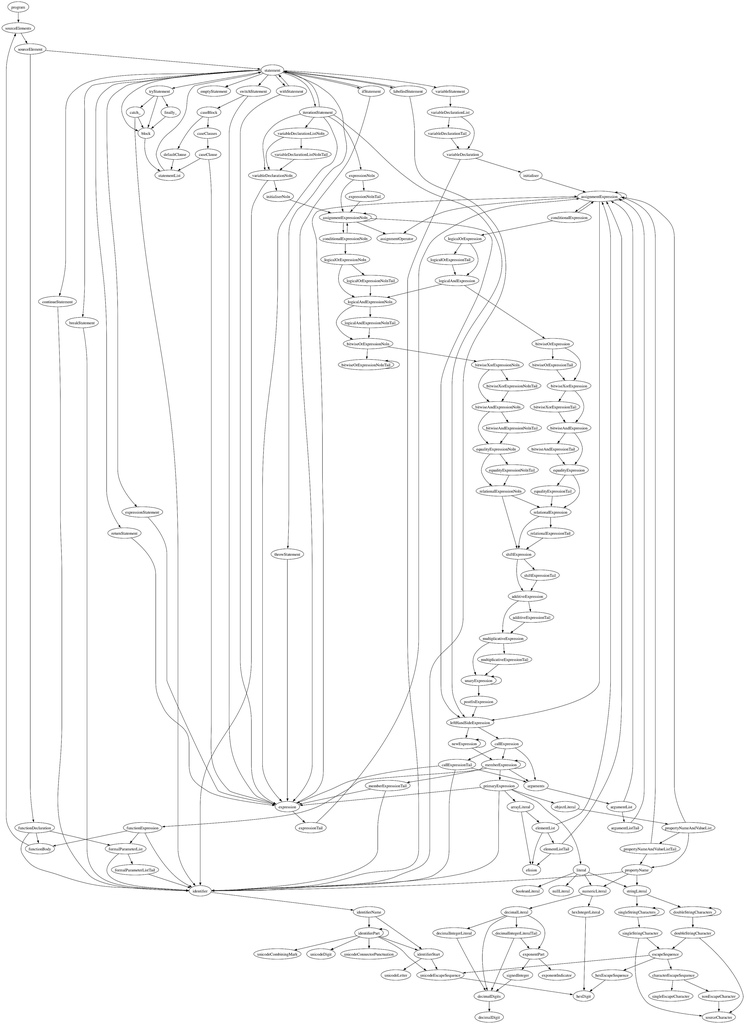 program
sourceElements
sourceElement
statement
tryStatement
emptyStatement
switchStatement
withStatement
ifStatement
labelledStatement
variableStatement
catch_
finally_
caseBlock
iterationStatement
variableDeclarationList
block
caseClauses
variableDeclarationListNoIn
variableDeclarationTail
defaultClause
caseClause
variableDeclarationListNoInTail
variableDeclaration
statementList
variableDeclarationNoIn
expressionNoIn
initialiser
initialiserNoIn
expressionNoInTail
assignmentExpression
assignmentExpressionNoIn
conditionalExpression
conditionalExpressionNoIn
assignmentOperator
logicalOrExpression
logicalOrExpressionNoIn
logicalOrExpressionTail
logicalOrExpressionNoInTail
logicalAndExpression
continueStatement
logicalAndExpressionNoIn
breakStatement
logicalAndExpressionNoInTail
bitwiseOrExpressionNoIn
bitwiseOrExpression
bitwiseOrExpressionNoInTail
bitwiseXorExpressionNoIn
bitwiseOrExpressionTail
bitwiseXorExpressionNoInTail
bitwiseXorExpression
bitwiseAndExpressionNoIn
bitwiseXorExpressionTail
bitwiseAndExpressionNoInTail
bitwiseAndExpression
equalityExpressionNoIn
bitwiseAndExpressionTail
equalityExpressionNoInTail
equalityExpression
relationalExpressionNoIn
equalityExpressionTail
expressionStatement
relationalExpression
returnStatement
relationalExpressionTail
throwStatement
shiftExpression
shiftExpressionTail
additiveExpression
additiveExpressionTail
multiplicativeExpression
multiplicativeExpressionTail
unaryExpression
postfixExpression
leftHandSideExpression
newExpression
callExpression
callExpressionTail
memberExpression
memberExpressionTail
primaryExpression
arguments
expression
arrayLiteral
objectLiteral
argumentList
functionDeclaration
functionExpression
expressionTail
elementList
argumentListTail
propertyNameAndValueList
functionBody
formalParameterList
elementListTail
propertyNameAndValueListTail
formalParameterListTail
elision
literal
propertyName
identifier
booleanLiteral
nullLiteral
numericLiteral
stringLiteral
identifierName
decimalLiteral
hexIntegerLiteral
singleStringCharacters
doubleStringCharacters
identifierPart
decimalIntegerLiteral
decimalIntegerLiteralTail
singleStringCharacter
doubleStringCharacter
unicodeCombiningMark
unicodeDigit
unicodeConnectorPunctuation
identifierStart
exponentPart
escapeSequence
unicodeLetter
unicodeEscapeSequence
signedInteger
exponentIndicator
hexEscapeSequence
characterEscapeSequence
decimalDigits
hexDigit
singleEscapeCharacter
nonEscapeCharacter
decimalDigit
sourceCharacter